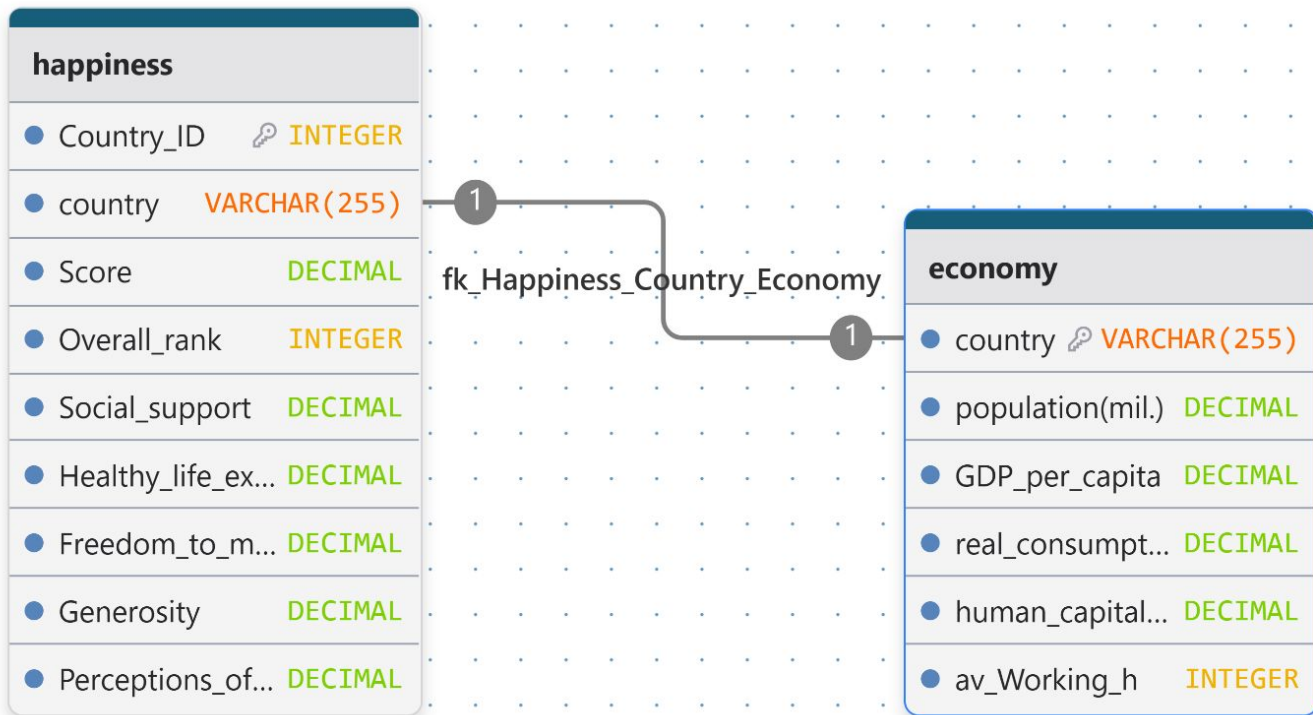 happiness
Country_ID INTEGER
country VARCHAR(255)
Score DECIMAL
Overall_rank INTEGER
Social_support DECIMAL
Healthy_life_ex... DECIMAL
Freedom_to_m... DECIMAL
Generosity DECIMAL
Perceptions_of... DECIMAL
1
fk_Happiness_Country_Economy
1
economy
country VARCHAR(255)
population(mil.) DECIMAL
GDP_per_capita DECIMAL
real_consumpt... DECIMAL
human_capital... DECIMAL
av_Working_h INTEGER